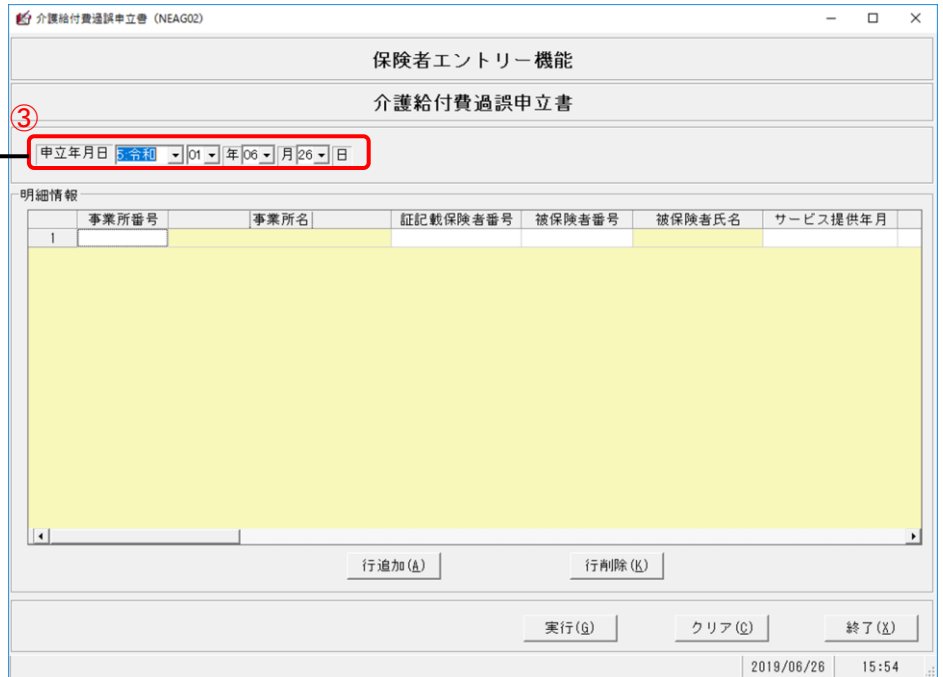 介護給付費過誤申立書 (NEAG02)
保険者エントリー機能
介護給付費過誤申立書
③
申立年月日 5:令和 01 年 06 月 26 日
明細情報
事業所番号 事業所名 証記載保険者番号 被保険者番号 被保険者氏名 サービス提供年月
1
行追加(A) 行削除(K)
実行(G) クリア(C) 終了(X)
2019/06/26 15:54